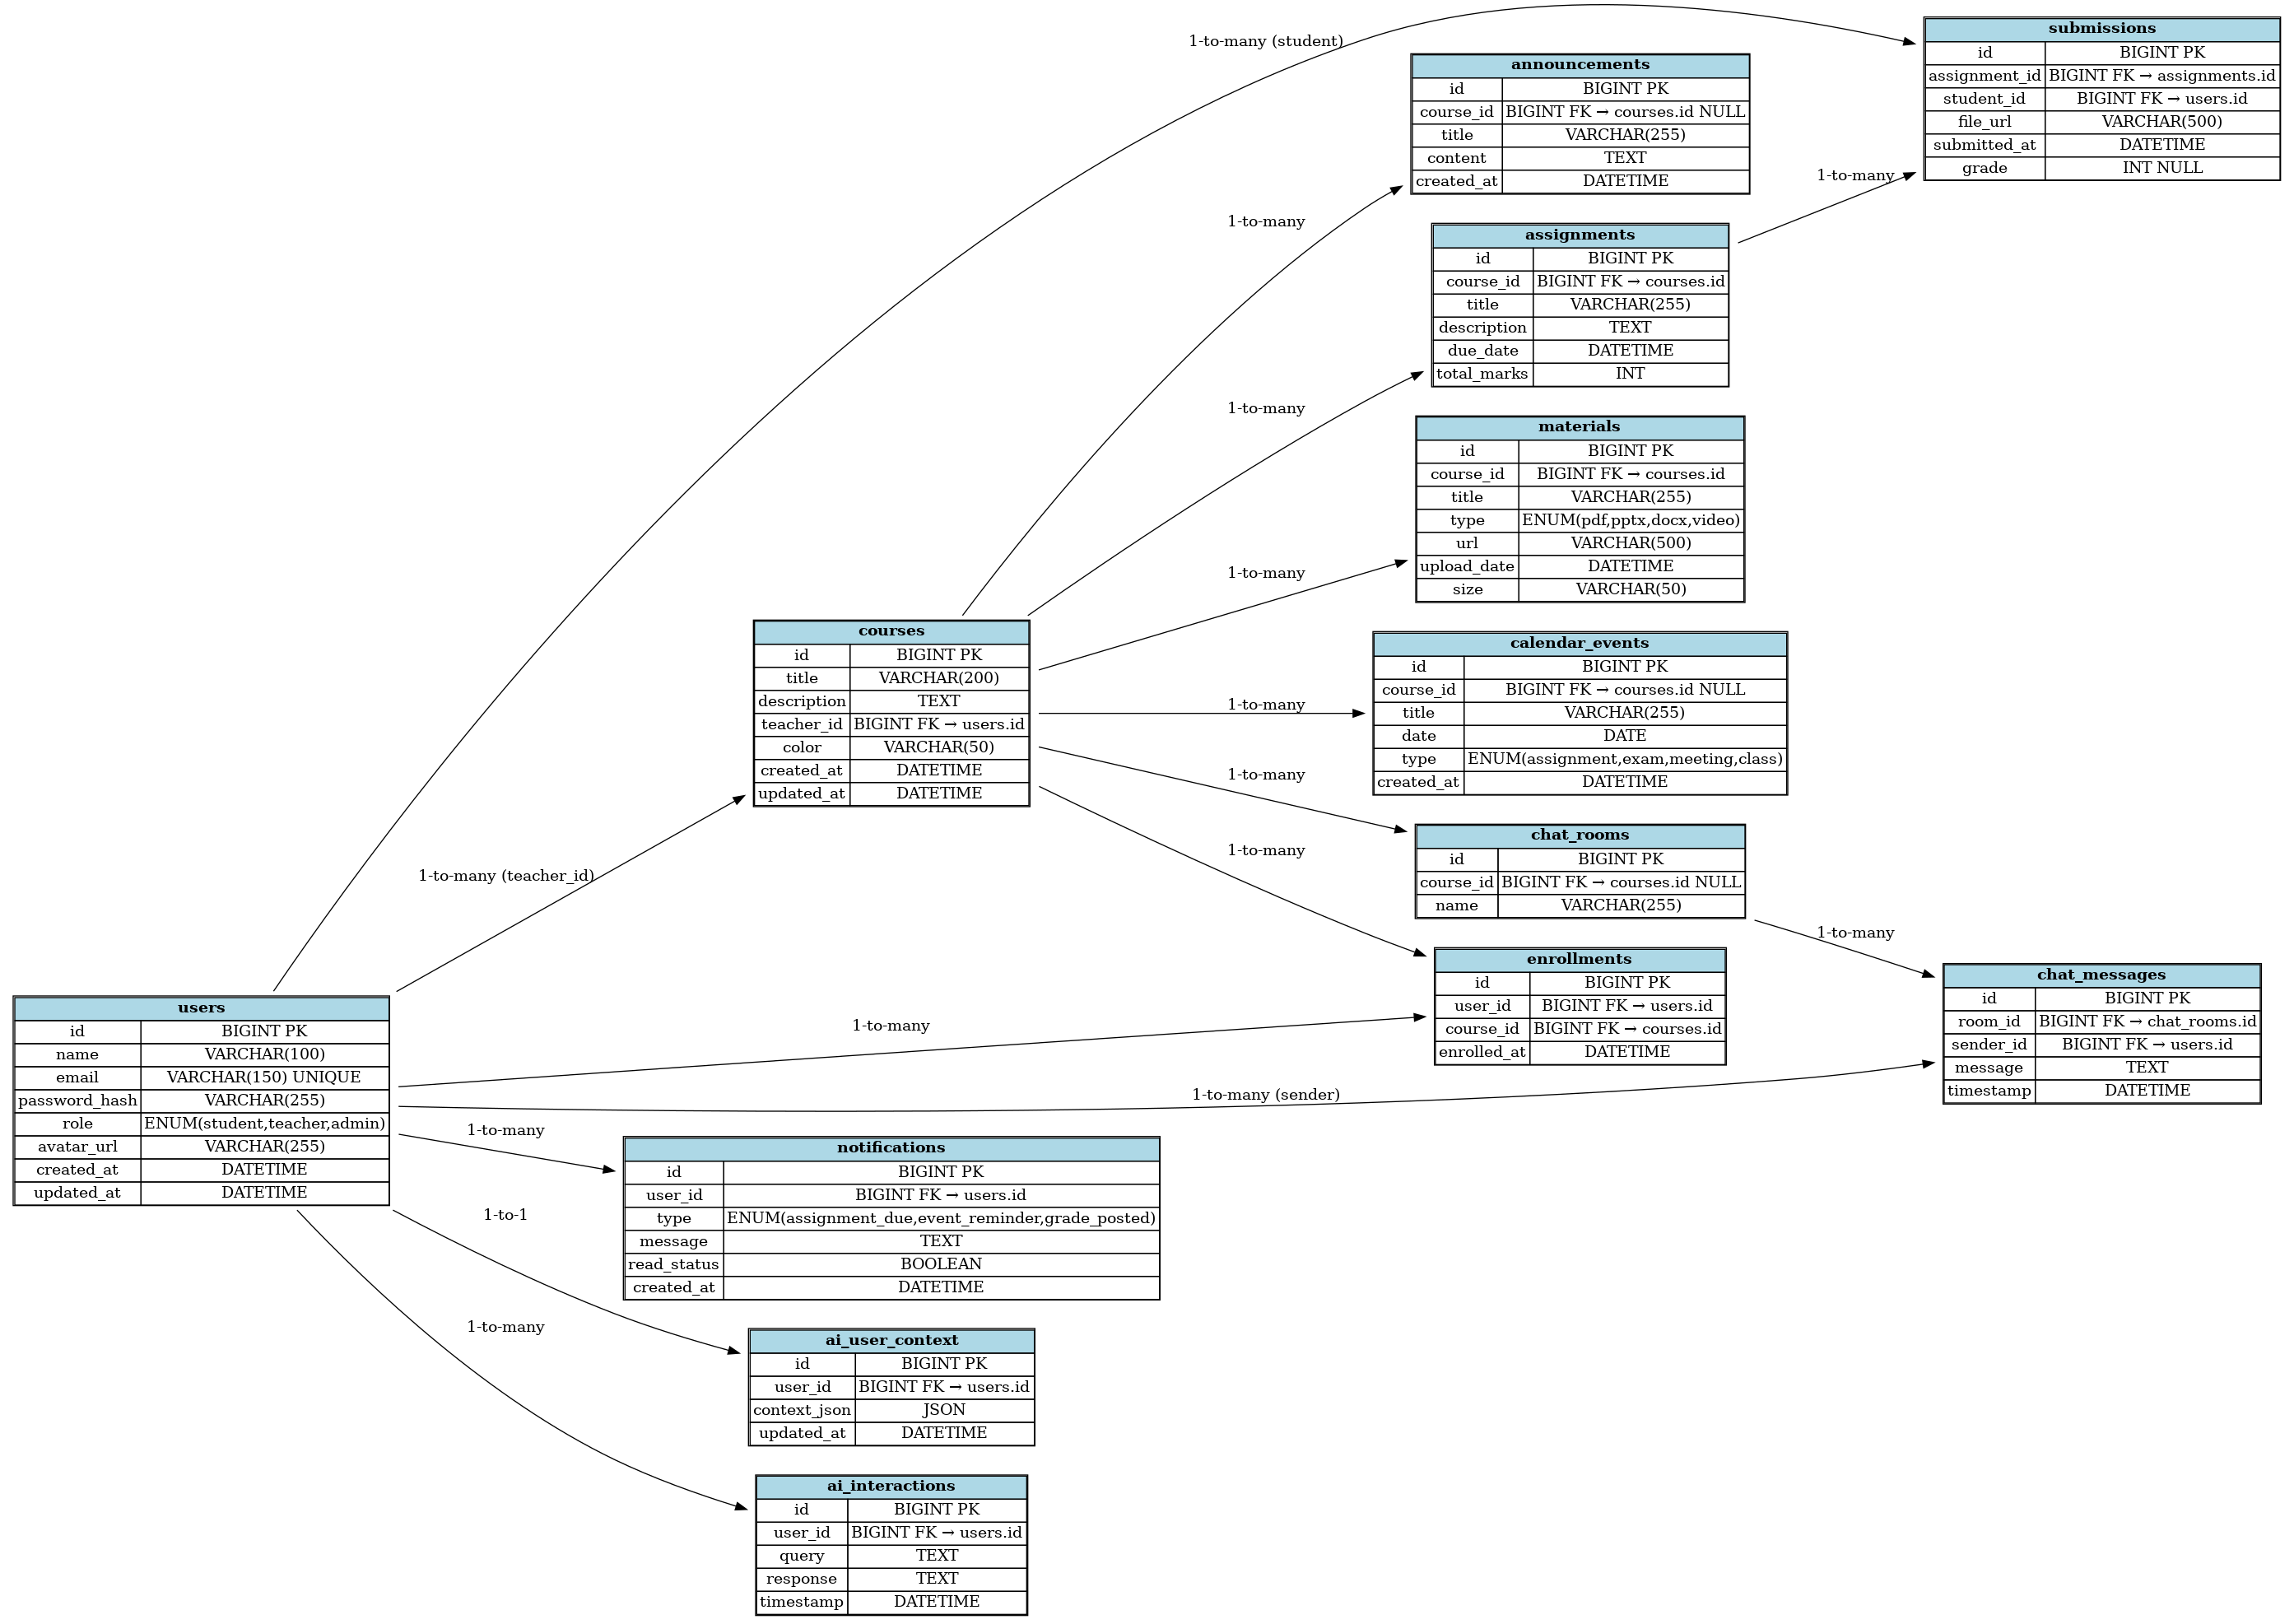 1-to-many (student)
submissions
id BIGINT PK
assignment_id BIGINT FK → assignments.id
student_id BIGINT FK → users.id
file_url VARCHAR(500)
submitted_at DATETIME
grade INT NULL
announcements
id BIGINT PK
course_id BIGINT FK → courses.id NULL
title VARCHAR(255)
content TEXT
created_at DATETIME
1-to-many
1-to-many
assignments
id BIGINT PK
course_id BIGINT FK → courses.id
title VARCHAR(255)
description TEXT
due_date DATETIME
total_marks INT
1-to-many
materials
id BIGINT PK
course_id BIGINT FK → courses.id
title VARCHAR(255)
type ENUM(pdf,pptx,docx,video)
url VARCHAR(500)
upload_date DATETIME
size VARCHAR(50)
1-to-many
courses
id BIGINT PK
title VARCHAR(200)
description TEXT
teacher_id BIGINT FK → users.id
color VARCHAR(50)
created_at DATETIME
updated_at DATETIME
calendar_events
id BIGINT PK
course_id BIGINT FK → courses.id NULL
title VARCHAR(255)
date DATE
type ENUM(assignment,exam,meeting,class)
created_at DATETIME
1-to-many
1-to-many
1-to-many
chat_rooms
id BIGINT PK
course_id BIGINT FK → courses.id NULL
name VARCHAR(255)
1-to-many (teacher_id)
1-to-many
enrollments
id BIGINT PK
user_id BIGINT FK → users.id
course_id BIGINT FK → courses.id
enrolled_at DATETIME
chat_messages
id BIGINT PK
room_id BIGINT FK → chat_rooms.id
sender_id BIGINT FK → users.id
message TEXT
timestamp DATETIME
users
id BIGINT PK
name VARCHAR(100)
email VARCHAR(150) UNIQUE
password_hash VARCHAR(255)
role ENUM(student,teacher,admin)
avatar_url VARCHAR(255)
created_at DATETIME
updated_at DATETIME
1-to-many
1-to-many (sender)
1-to-many
notifications
id BIGINT PK
user_id BIGINT FK → users.id
type ENUM(assignment_due,event_reminder,grade_posted)
message TEXT
read_status BOOLEAN
created_at DATETIME
1-to-1
1-to-many
ai_user_context
id BIGINT PK
user_id BIGINT FK → users.id
context_json JSON
updated_at DATETIME
ai_interactions
id BIGINT PK
user_id BIGINT FK → users.id
query TEXT
response TEXT
timestamp DATETIME